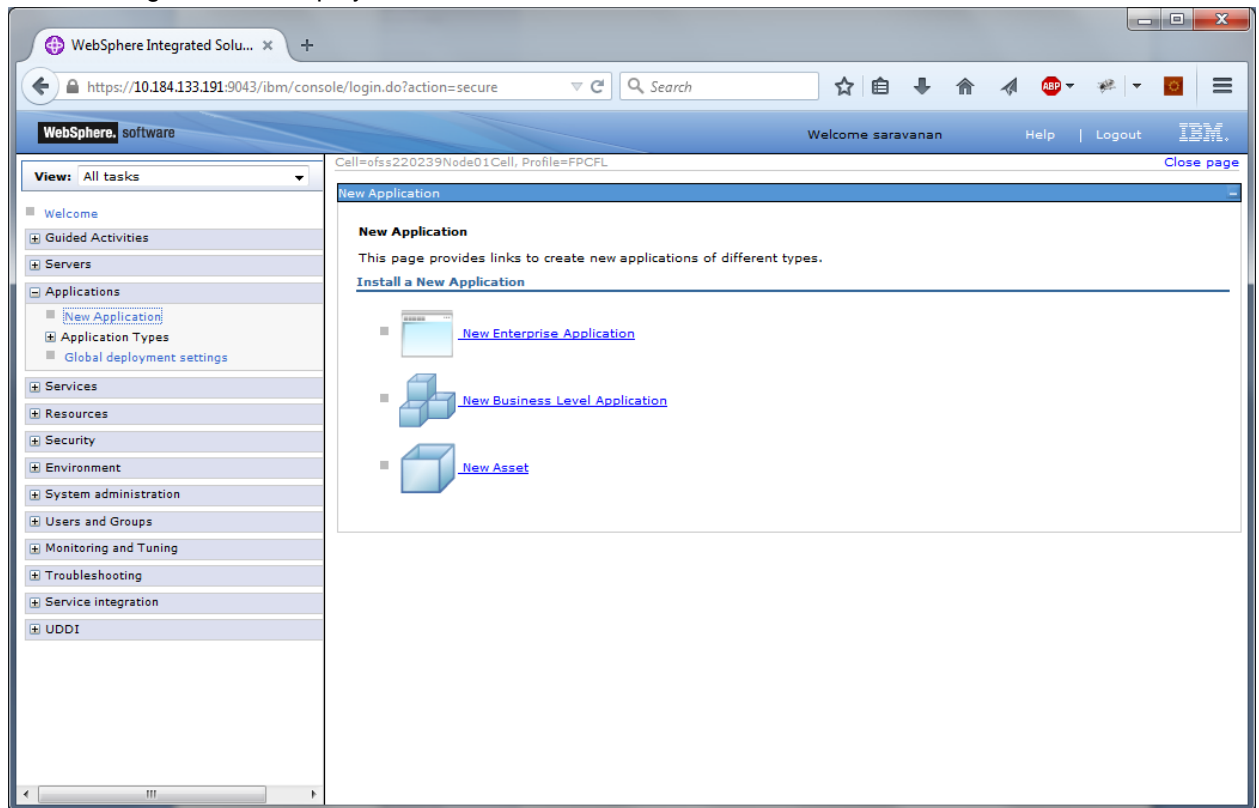 WebSphere Integrated Solu... × +
https://10.184.133.191:9043/ibm/console/login.do?action=secure Search ABP
WebSphere. software Welcome saravanan Help | Logout IBM.
Cell=ofss220239Node01Cell, Profile=FPCFL Close page
View: All tasks
New Application
Welcome
Guided Activities
Servers
Applications
New Application
Application Types
Global deployment settings
Services
Resources
Security
Environment
System administration
Users and Groups
Monitoring and Tuning
Troubleshooting
Service integration
UDDI
New Application
This page provides links to create new applications of different types.
Install a New Application
New Enterprise Application
New Business Level Application
New Asset